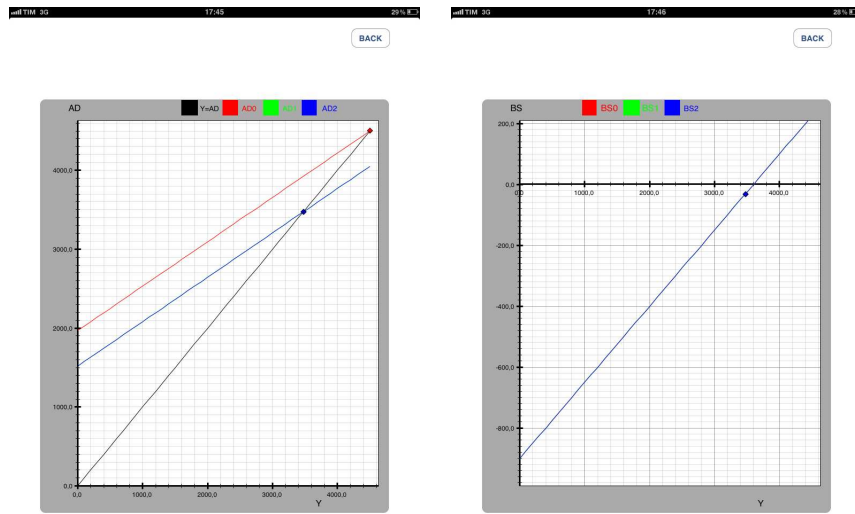 TIM 3G 17:45 29%
BACK
AD Y=AD AD0 AD1 AD2
4000,0
3000,0
2000,0
1000,0
0,0
0,0 1000,0 2000,0 3000,0 4000,0
Y
TIM 3G 17:46 28%
BACK
BS BS0 BS1 BS2
200,0
0,0
0,0 1000,0 2000,0 3000,0 4000,0
-200,0
-400,0
-600,0
-800,0
Y